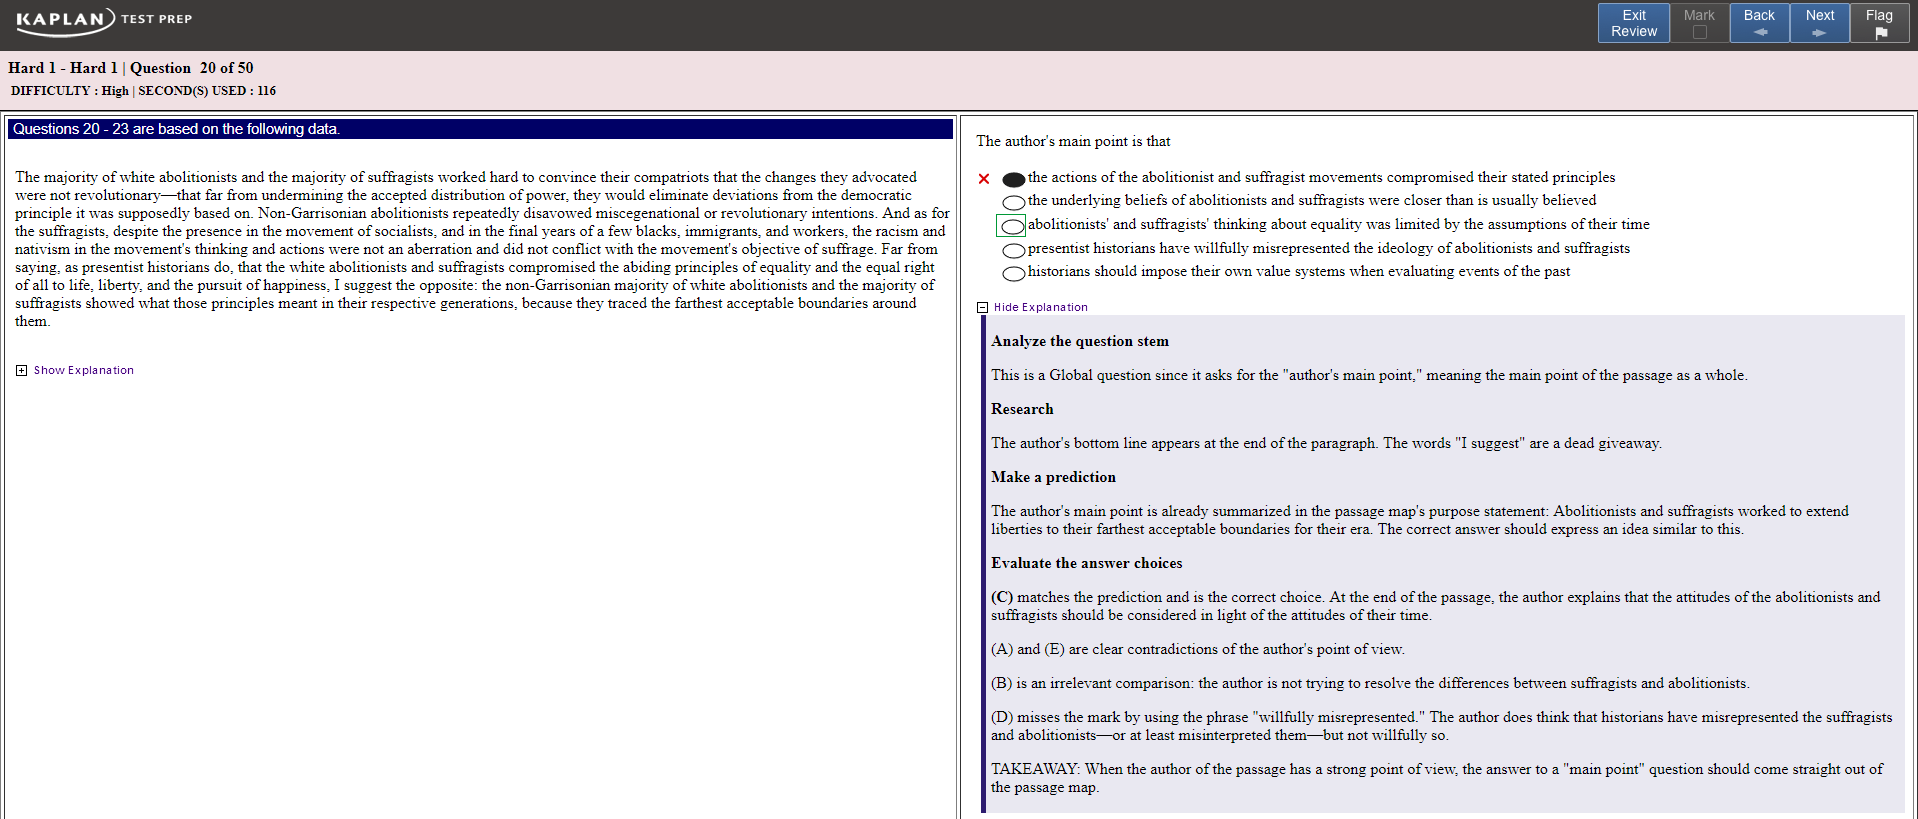 KAPLAN TEST PREP
Exit Review
Mark
Back
Next
Flag
Hard 1 - Hard 1 | Question 20 of 50
DIFFICULTY : High | SECOND(S) USED : 116
Questions 20 - 23 are based on the following data.
The majority of white abolitionists and the majority of suffragists worked hard to convince their compatriots that the changes they advocated
were not revolutionary—that far from undermining the accepted distribution of power, they would eliminate deviations from the democratic
principle it was supposedly based on. Non-Garrisonian abolitionists repeatedly disavowed miscegenational or revolutionary intentions. And as for
the suffragists, despite the presence in the movement of socialists, and in the final years of a few blacks, immigrants, and workers, the racism and
nativism in the movement's thinking and actions were not an aberration and did not conflict with the movement's objective of suffrage. Far from
saying, as presentist historians do, that the white abolitionists and suffragists compromised the abiding principles of equality and the equal right
of all to life, liberty, and the pursuit of happiness, I suggest the opposite: the non-Garrisonian majority of white abolitionists and the majority of
suffragists showed what those principles meant in their respective generations, because they traced the farthest acceptable boundaries around
them.
Show Explanation
The author's main point is that
the actions of the abolitionist and suffragist movements compromised their stated principles
the underlying beliefs of abolitionists and suffragists were closer than is usually believed
abolitionists' and suffragists' thinking about equality was limited by the assumptions of their time
presentist historians have willfully misrepresented the ideology of abolitionists and suffragists
historians should impose their own value systems when evaluating events of the past
Hide Explanation
Analyze the question stem
This is a Global question since it asks for the "author's main point," meaning the main point of the passage as a whole.
Research
The author's bottom line appears at the end of the paragraph. The words "I suggest" are a dead giveaway.
Make a prediction
The author's main point is already summarized in the passage map's purpose statement: Abolitionists and suffragists worked to extend
liberties to their farthest acceptable boundaries for their era. The correct answer should express an idea similar to this.
Evaluate the answer choices
(C) matches the prediction and is the correct choice. At the end of the passage, the author explains that the attitudes of the abolitionists and
suffragists should be considered in light of the attitudes of their time.
(A) and (E) are clear contradictions of the author's point of view.
(B) is an irrelevant comparison: the author is not trying to resolve the differences between suffragists and abolitionists.
(D) misses the mark by using the phrase "willfully misrepresented." The author does think that historians have misrepresented the suffragists
and abolitionists—or at least misinterpreted them—but not willfully so.
TAKEAWAY: When the author of the passage has a strong point of view, the answer to a "main point" question should come straight out of
the passage map.